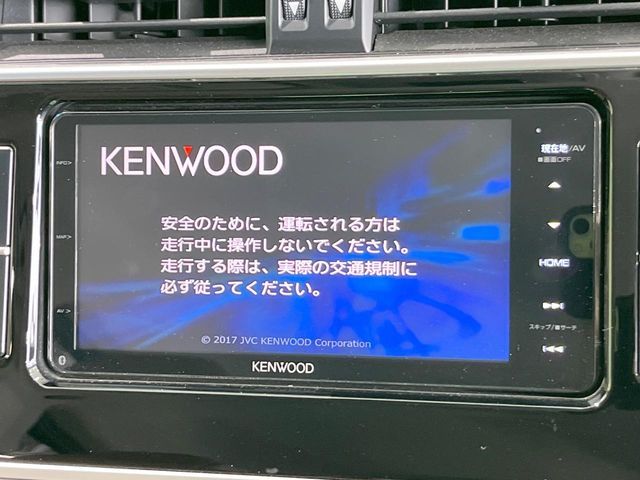 KENWOOD
安全のために、運転される方は
走行中に操作しないでください。
走行する際は、実際の交通規制に
必ず従ってください。
© 2017 JVC KENWOOD Corporation
KENWOOD
INFO
MAP
AV
現在地/AV
画面OFF
HOME
スキップ/サーチ